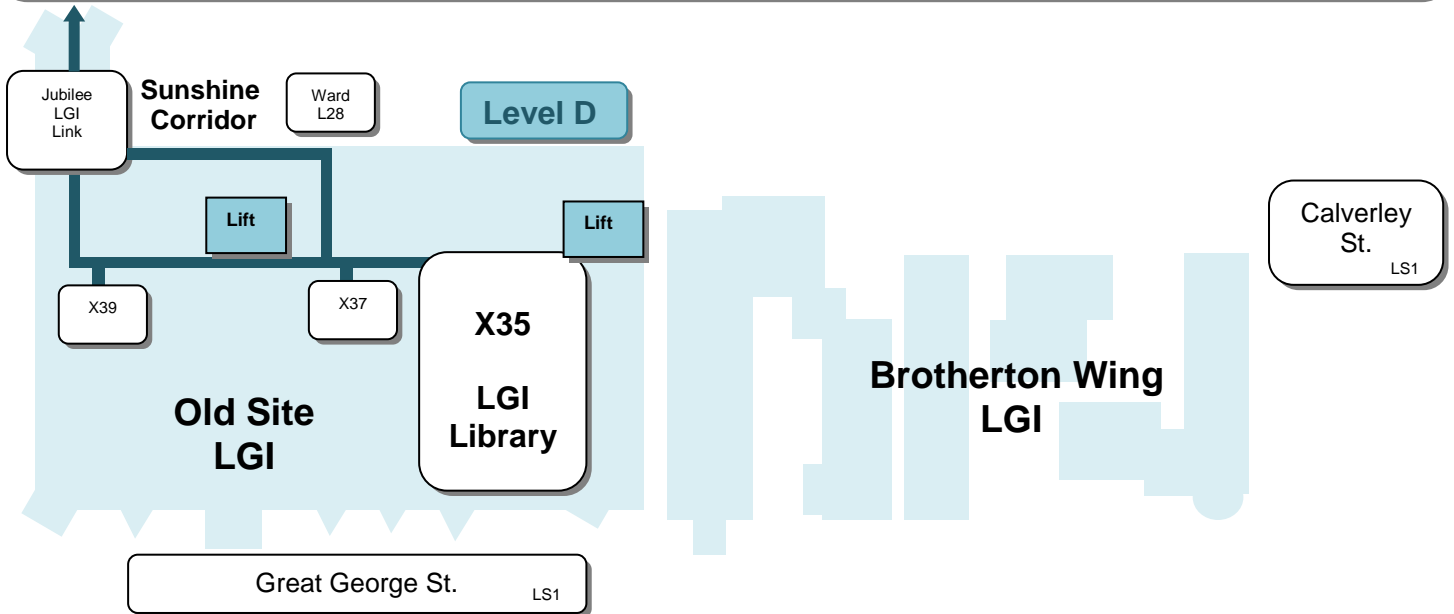 Jubilee
LGI
Link
Sunshine
Corridor
Ward
L28
Level D
Lift
Lift
Calverley
St.
LS1
X39
X37
X35
LGI
Library
Old Site
LGI
Brotherton Wing
LGI
Great George St.
LS1